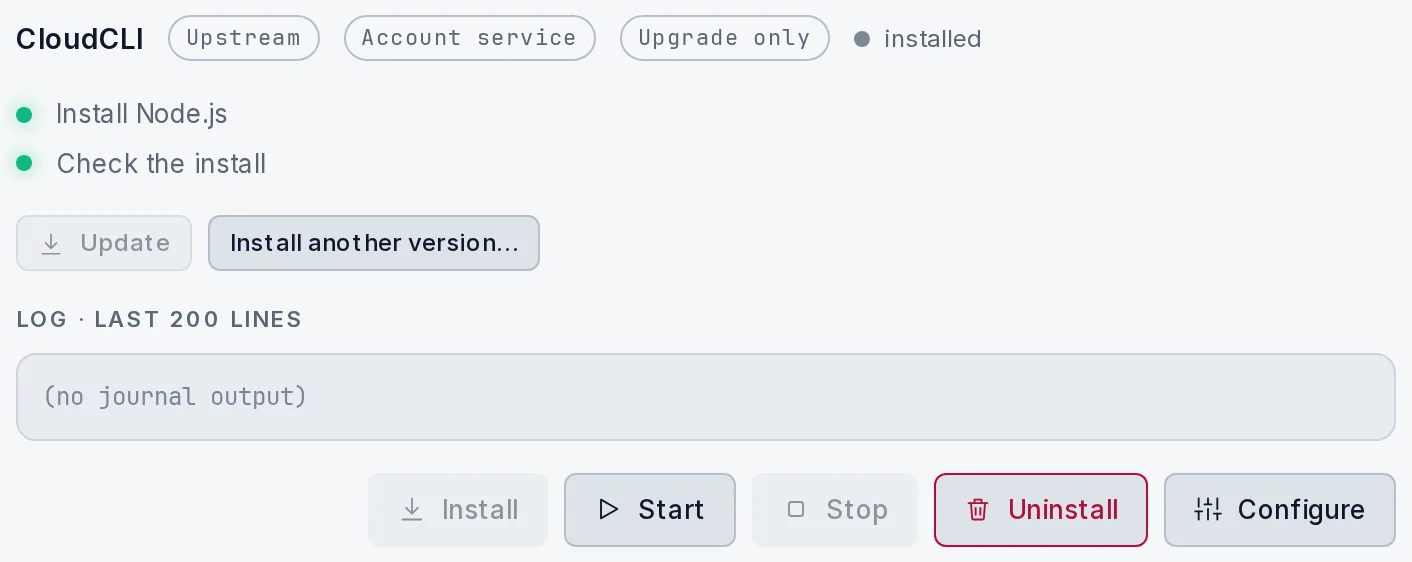 CloudCLI Upstream Account service Upgrade only installed
Install Node.js
Check the install
Update Install another version...
LOG · LAST 200 LINES
(no journal output)
Install Start Stop Uninstall Configure